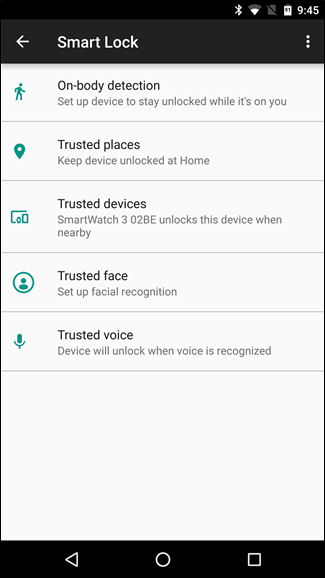 9:45
Smart Lock
On-body detection
Set up device to stay unlocked while it's on you
Trusted places
Keep device unlocked at Home
Trusted devices
SmartWatch 3 02BE unlocks this device when
nearby
Trusted face
Set up facial recognition
Trusted voice
Device will unlock when voice is recognized